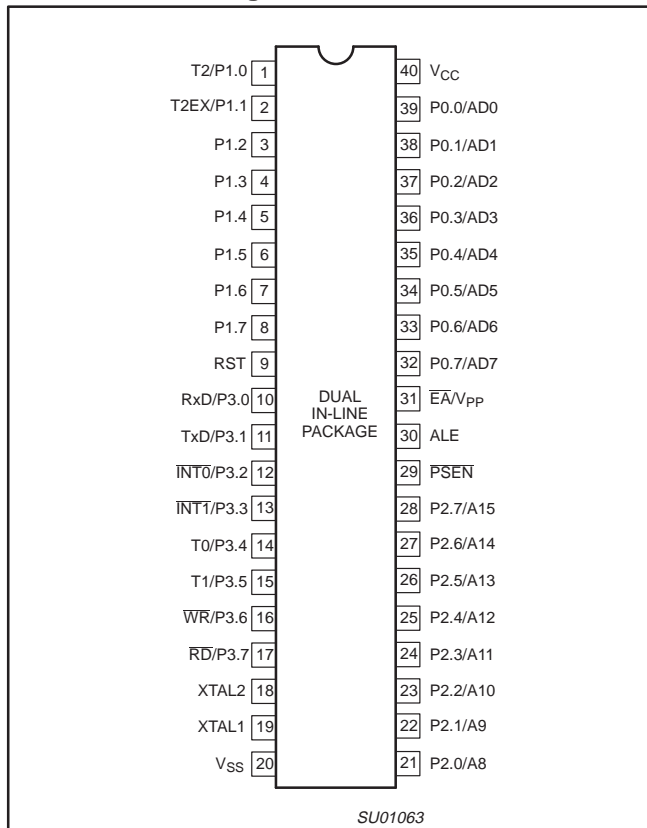 T2/P1.0 1 40 VCC
T2EX/P1.1 2 39 P0.0/AD0
P1.2 3 38 P0.1/AD1
P1.3 4 37 P0.2/AD2
P1.4 5 36 P0.3/AD3
P1.5 6 35 P0.4/AD4
P1.6 7 34 P0.5/AD5
P1.7 8 33 P0.6/AD6
RST 9 32 P0.7/AD7
RxD/P3.0 10 DUAL 31 E̅A̅/VPP
IN-LINE
TxD/P3.1 11 PACKAGE 30 ALE
I̅N̅T̅0̅/P3.2 12 29 P̅S̅E̅N̅
I̅N̅T̅1̅/P3.3 13 28 P2.7/A15
T0/P3.4 14 27 P2.6/A14
T1/P3.5 15 26 P2.5/A13
W̅R̅/P3.6 16 25 P2.4/A12
R̅D̅/P3.7 17 24 P2.3/A11
XTAL2 18 23 P2.2/A10
XTAL1 19 22 P2.1/A9
VSS 20 21 P2.0/A8
SU01063